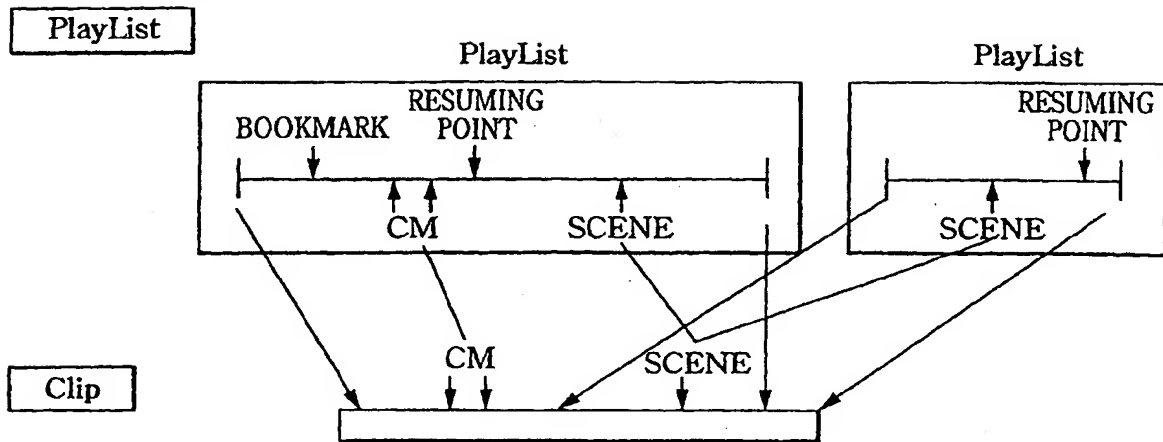 PlayList
PlayList
PlayList
RESUMING
POINT
BOOKMARK
RESUMING
POINT
CM
SCENE
SCENE
CM
SCENE
Clip